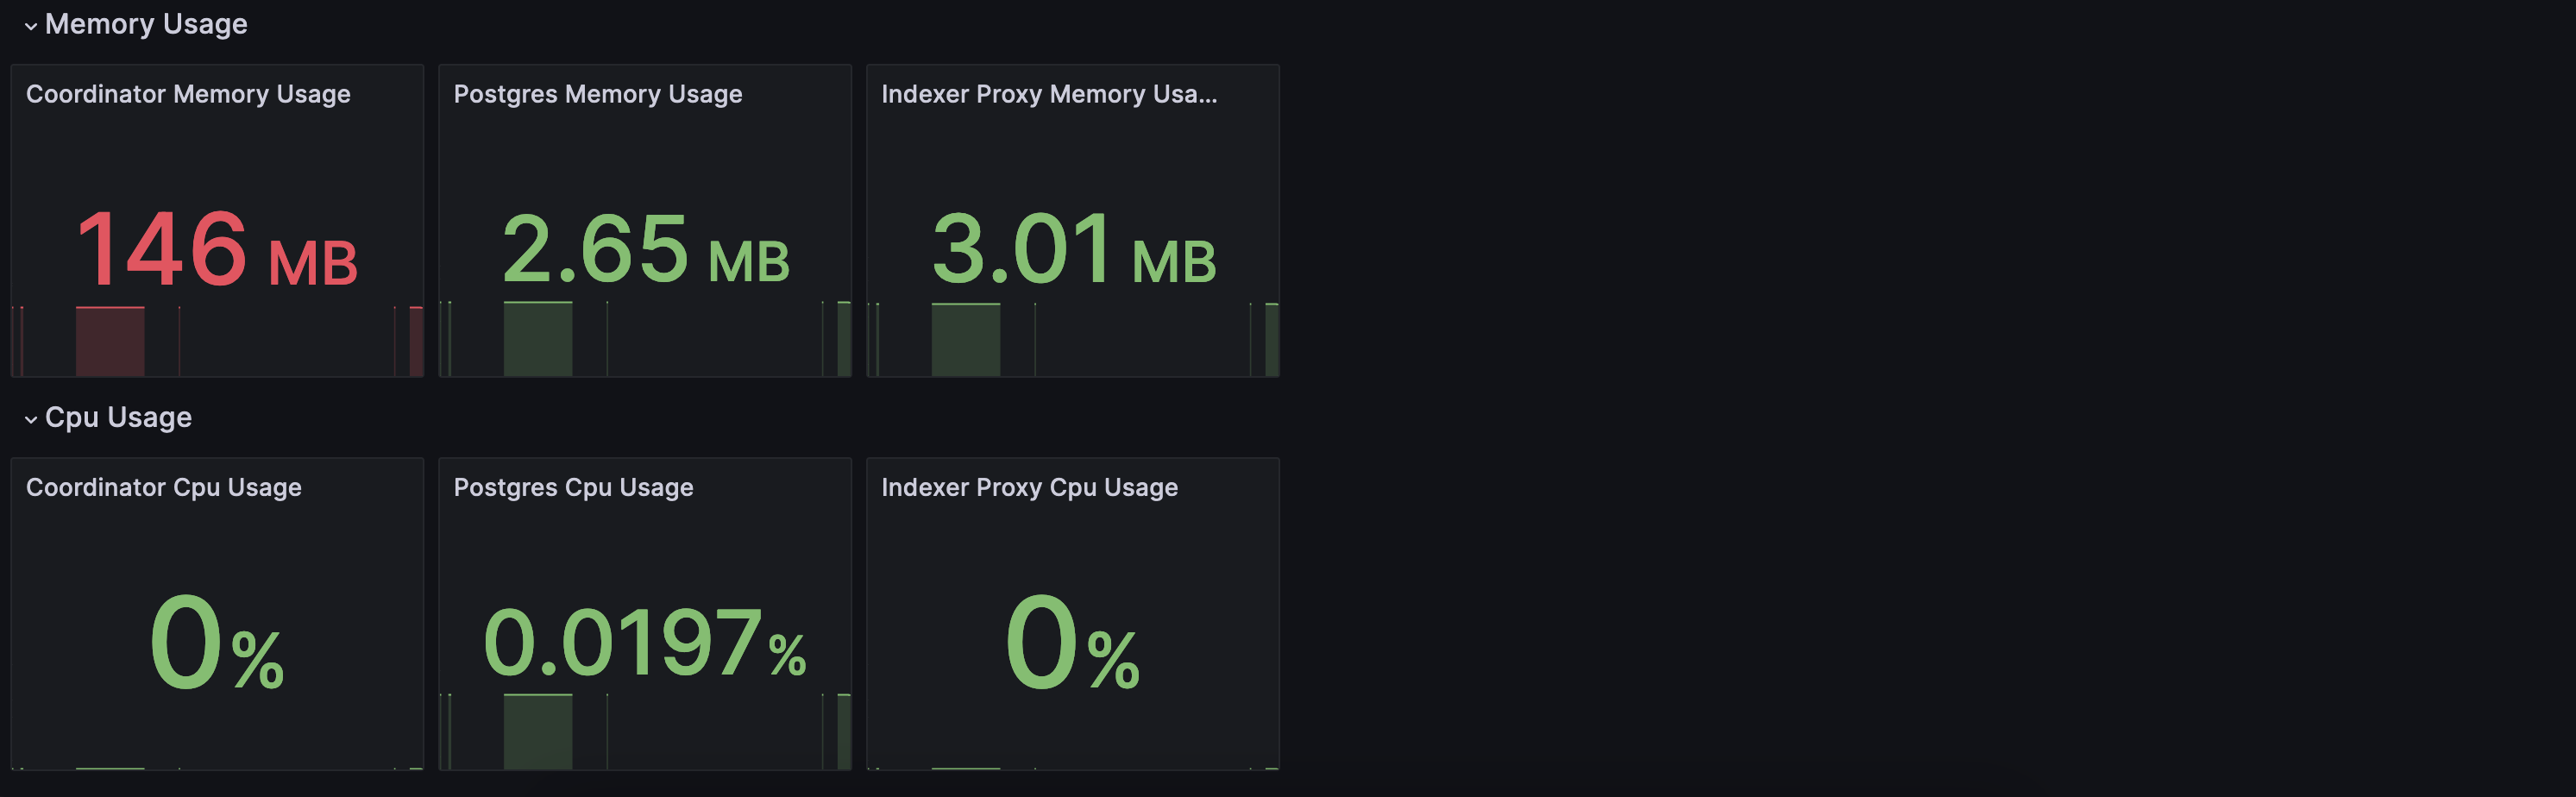 Memory Usage
Coordinator Memory Usage
146 MB
Postgres Memory Usage
2.65 MB
Indexer Proxy Memory Usa...
3.01 MB
Cpu Usage
Coordinator Cpu Usage
0%
Postgres Cpu Usage
0.0197%
Indexer Proxy Cpu Usage
0%